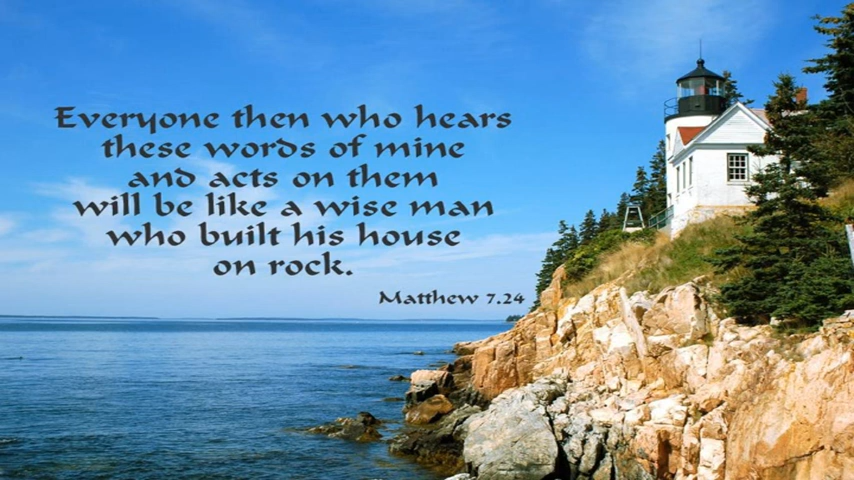 Everyone then who hears
these words of mine
and acts on them
will be like a wise man
who built his house
on rock.
Matthew 7.24